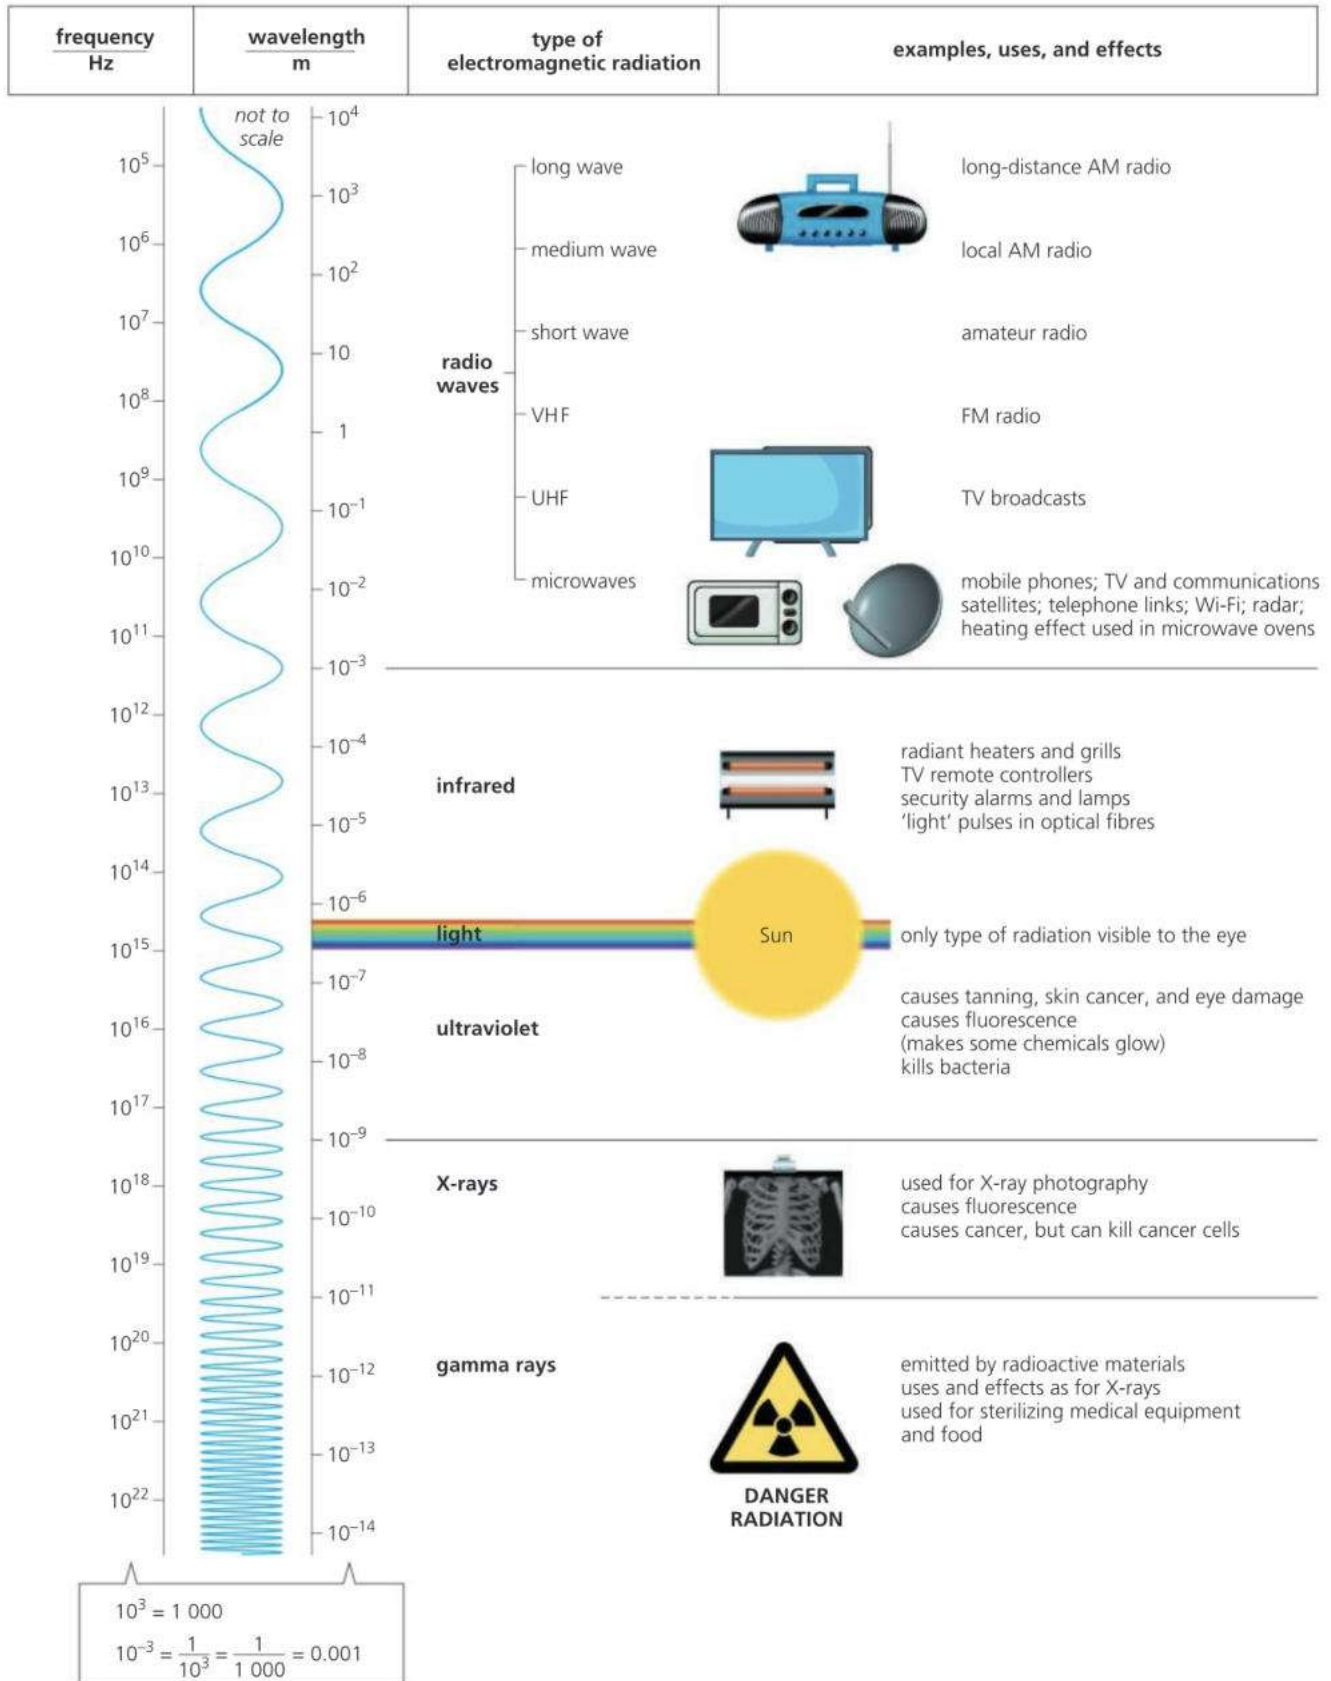 frequency
Hz
wavelength
m
type of
electromagnetic radiation
examples, uses, and effects
not to
scale
10⁵
10⁶
10⁷
10⁸
10⁹
10¹⁰
10¹¹
10¹²
10¹³
10¹⁴
10¹⁵
10¹⁶
10¹⁷
10¹⁸
10¹⁹
10²⁰
10²¹
10²²
10⁴
10³
10²
10
1
10⁻¹
10⁻²
10⁻³
10⁻⁴
10⁻⁵
10⁻⁶
10⁻⁷
10⁻⁸
10⁻⁹
10⁻¹⁰
10⁻¹¹
10⁻¹²
10⁻¹³
10⁻¹⁴
radio
waves
long wave
long-distance AM radio
medium wave
local AM radio
short wave
amateur radio
VHF
FM radio
UHF
TV broadcasts
microwaves
mobile phones; TV and communications
satellites; telephone links; Wi-Fi; radar;
heating effect used in microwave ovens
infrared
radiant heaters and grills
TV remote controllers
security alarms and lamps
‘light’ pulses in optical fibres
light
Sun
only type of radiation visible to the eye
ultraviolet
causes tanning, skin cancer, and eye damage
causes fluorescence
(makes some chemicals glow)
kills bacteria
X-rays
used for X-ray photography
causes fluorescence
causes cancer, but can kill cancer cells
gamma rays
emitted by radioactive materials
uses and effects as for X-rays
used for sterilizing medical equipment
and food
DANGER
RADIATION
10³ = 1 000
10⁻³ = 1/10³ = 1/1 000 = 0.001